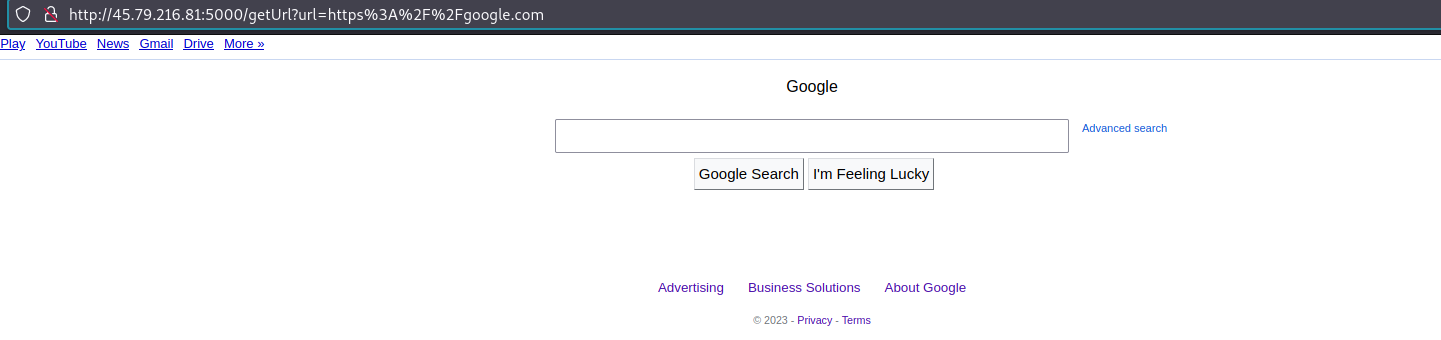 http://45.79.216.81:5000/getUrl?url=https%3A%2F%2Fgoogle.com
Play YouTube News Gmail Drive More »
Google
Advanced search
Google Search I'm Feeling Lucky
Advertising Business Solutions About Google
© 2023 - Privacy - Terms